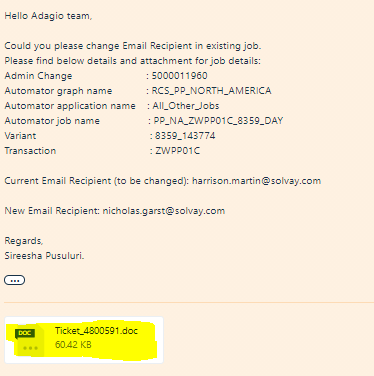 Hello Adagio team,
Could you please change Email Recipient in existing job.
Please find below details and attachment for job details:
Admin Change : 5000011960
Automator graph name : RCS_PP_NORTH_AMERICA
Automator application name : All_Other_Jobs
Automator job name : PP_NA_ZWPP01C_8359_DAY
Variant : 8359_143774
Transaction : ZWPP01C
Current Email Recipient (to be changed): harrison.martin@solvay.com
New Email Recipient: nicholas.garst@solvay.com
Regards,
Sireesha Pusuluri.
DOC
Ticket_4800591.doc
60.42 KB